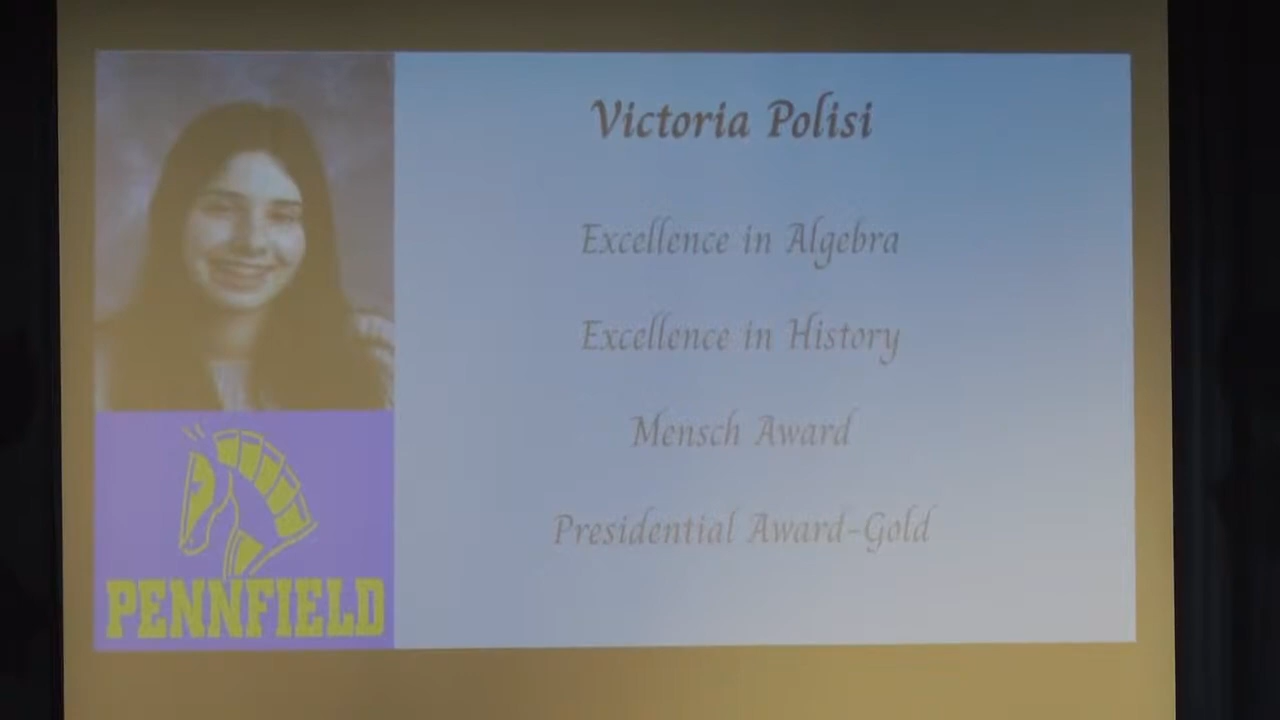 Victoria Polisi
Excellence in Algebra
Excellence in History
Mensch Award
Presidential Award-Gold
PENNFIELD